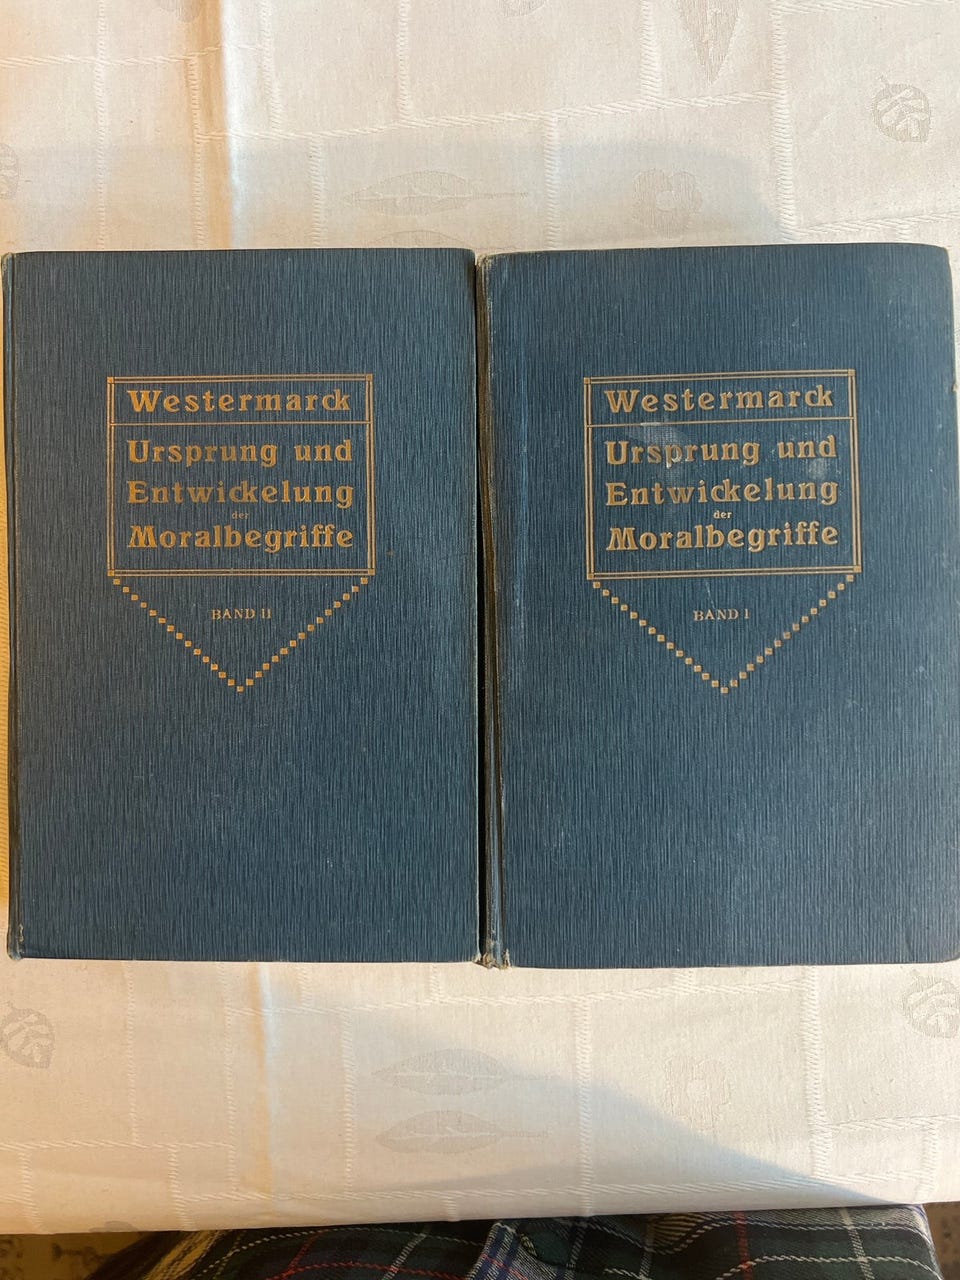 Westermarck
Ursprung und
Entwickelung
der
Moralbegriffe
BAND II
Westermarck
Ursprung und
Entwickelung
der
Moralbegriffe
BAND I